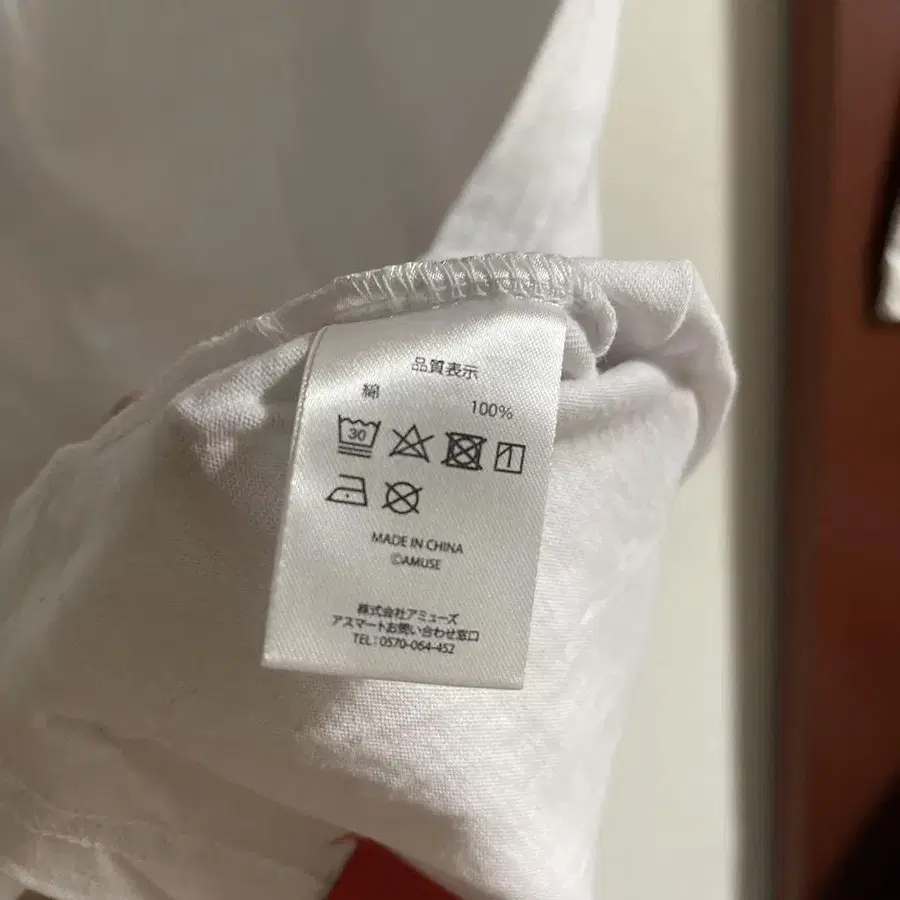 品質表示
綿 100%
30
MADE IN CHINA
©AMUSE
株式会社アミューズ
アスマートお問い合わせ窓口
TEL：0570-064-452